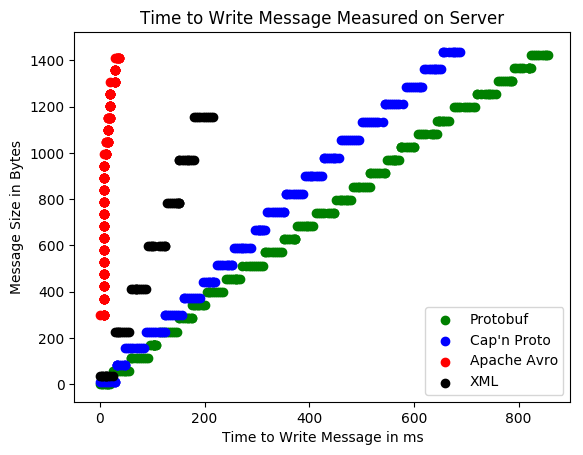 Time to Write Message Measured on Server
Message Size in Bytes
1400
1200
1000
800
600
400
200
0
0 200 400 600 800
Time to Write Message in ms
Protobuf
Cap'n Proto
Apache Avro
XML